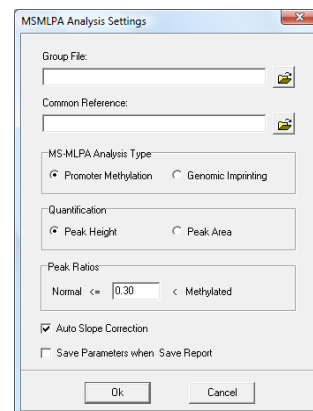 MSMLPA Analysis Settings
Group File:
Common Reference:
MS-MLPA Analysis Type
Promoter Methylation Genomic Imprinting
Quantification
Peak Height Peak Area
Peak Ratios
Normal <= 0.30 < Methylated
Auto Slope Correction
Save Parameters when Save Report
Ok Cancel